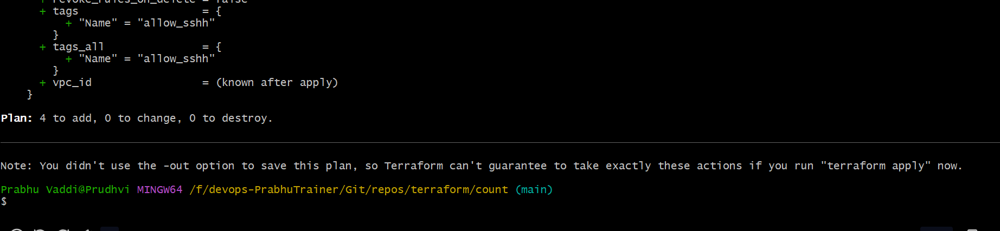 + revoke_rules_on_delete = false
+ tags                   = {
+ "Name" = "allow_sshh"
}
+ tags_all               = {
+ "Name" = "allow_sshh"
}
+ vpc_id                 = (known after apply)
}
Plan: 4 to add, 0 to change, 0 to destroy.
Note: You didn't use the -out option to save this plan, so Terraform can't guarantee to take exactly these actions if you run "terraform apply" now.
Prabhu Vaddi@Prudhvi MINGW64 /f/devops-PrabhuTrainer/Git/repos/terraform/count (main)
$